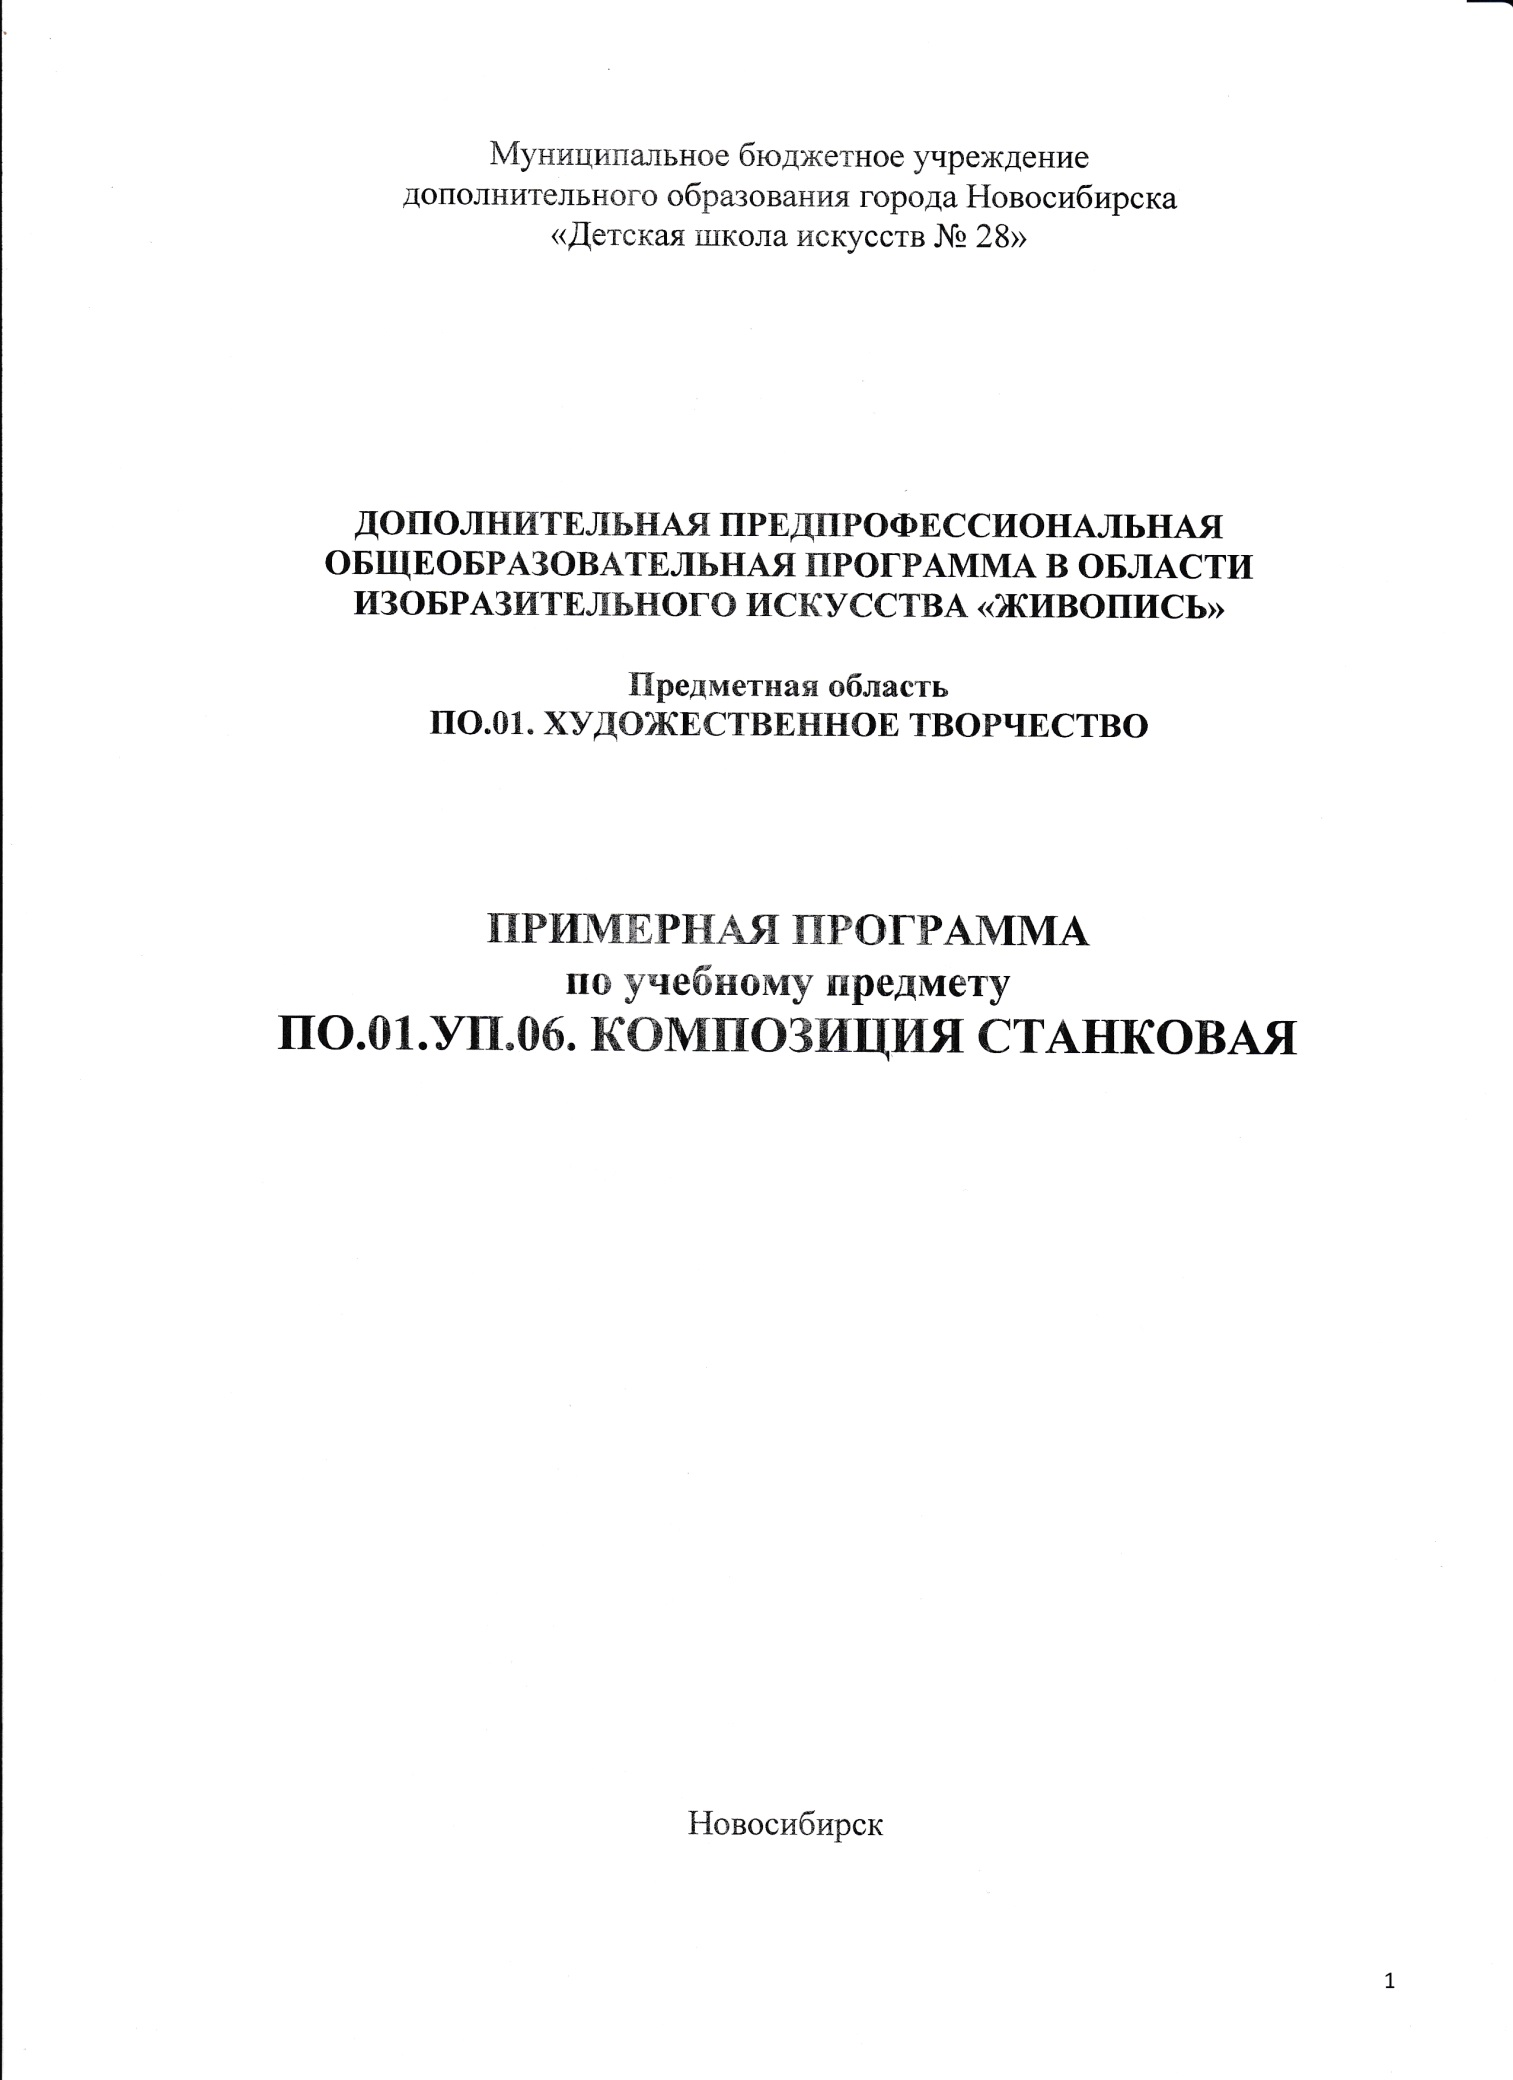 Муниципальное бюджетное учреждение
дополнительного образования города Новосибирска
«Детская школа искусств № 28»
ДОПОЛНИТЕЛЬНАЯ ПРЕДПРОФЕССИОНАЛЬНАЯ
ОБЩЕОБРАЗОВАТЕЛЬНАЯ ПРОГРАММА В ОБЛАСТИ
ИЗОБРАЗИТЕЛЬНОГО ИСКУССТВА «ЖИВОПИСЬ»
Предметная область
ПО.01. ХУДОЖЕСТВЕННОЕ ТВОРЧЕСТВО
ПРИМЕРНАЯ ПРОГРАММА
по учебному предмету
ПО.01.УП.06. КОМПОЗИЦИЯ СТАНКОВАЯ
Новосибирск
1